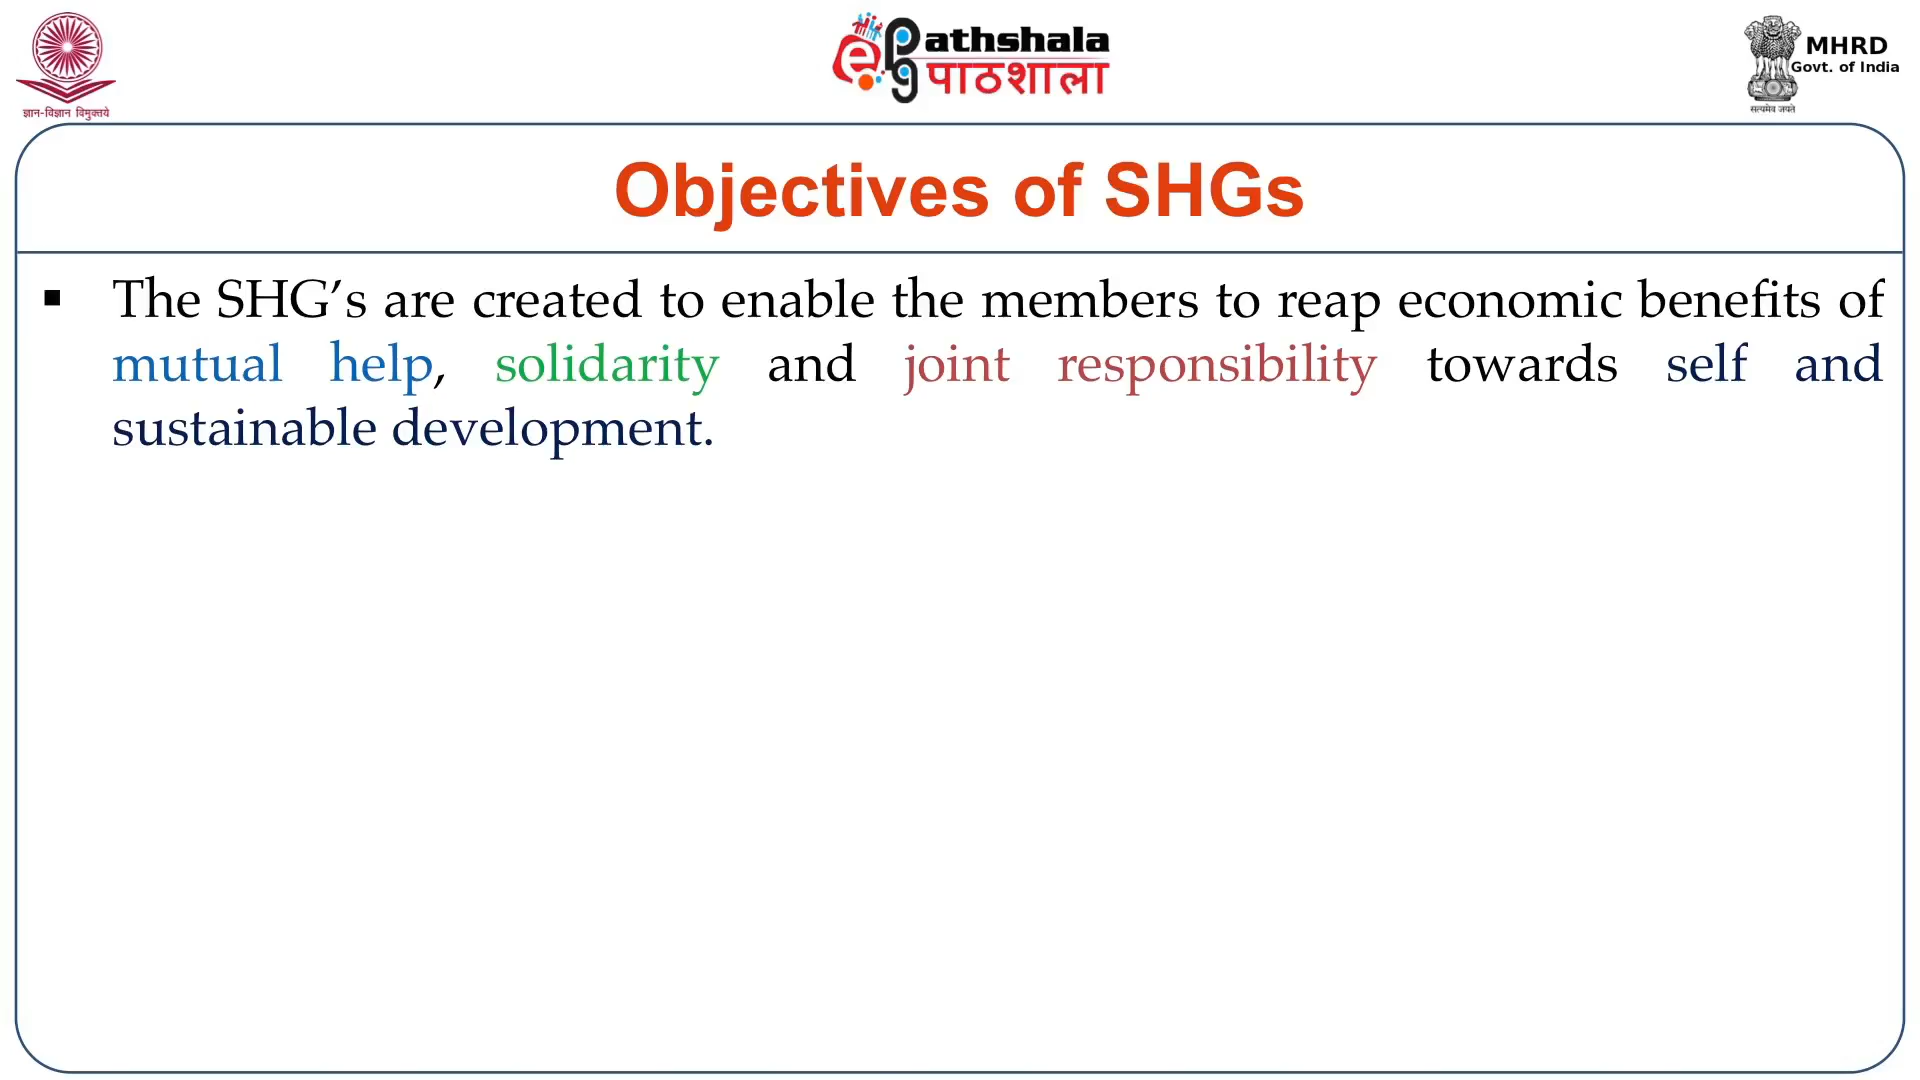 ज्ञान-विज्ञान विमुक्तये
e Pathshala
पाठशाला
MHRD
Govt. of India
सत्यमेव जयते
Objectives of SHGs
▪ The SHG’s are created to enable the members to reap economic benefits of
mutual help, solidarity and joint responsibility towards self and
sustainable development.